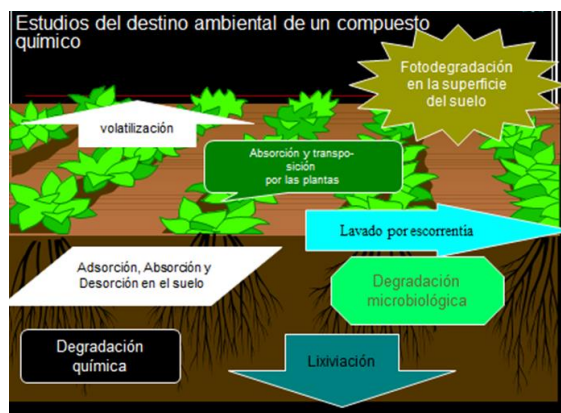 Estudios del destino ambiental de un compuesto
químico
Fotodegradación
en la superficie
del suelo
volatilización
Absorción y transpo-
sición
por las plantas
Lavado por escorrentía
Adsorción, Absorción y
Desorción en el suelo
Degradación
microbiológica
Degradación
química
Lixiviación